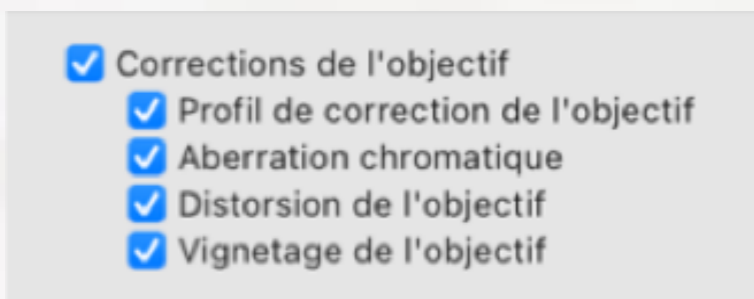 Corrections de l'objectif
Profil de correction de l'objectif
Aberration chromatique
Distorsion de l'objectif
Vignetage de l'objectif